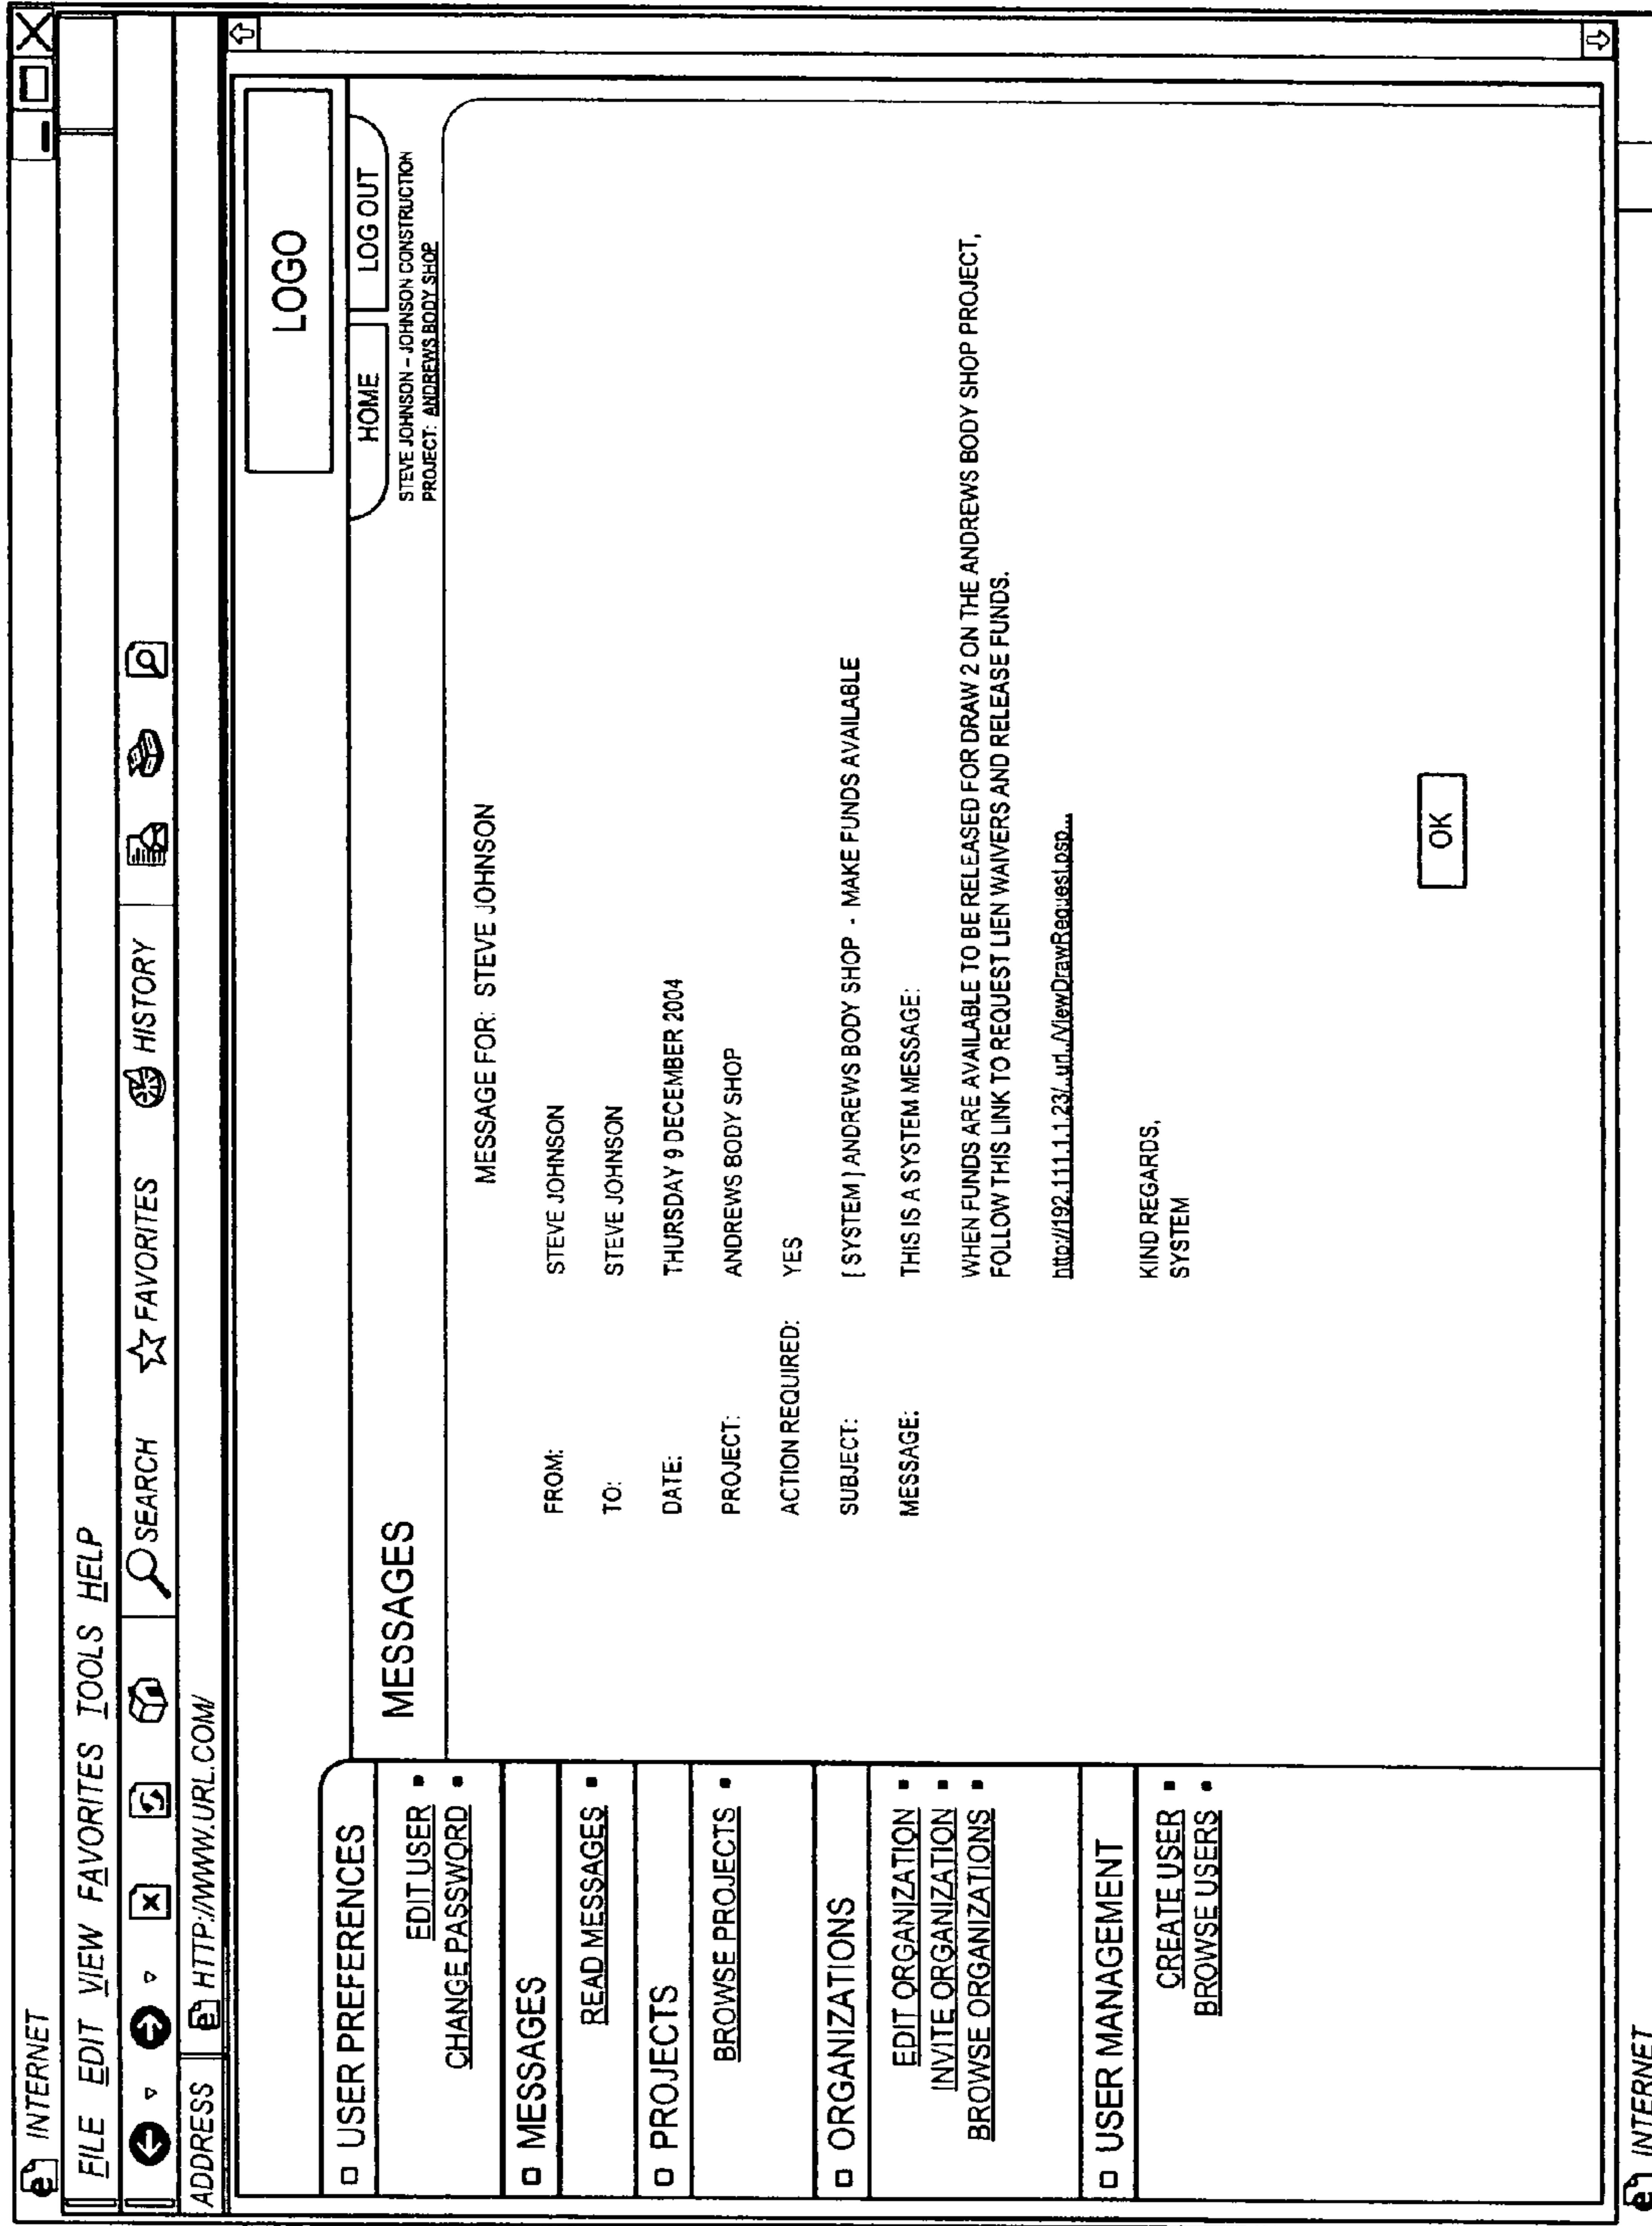 INTERNET
FILE EDIT VIEW FAVORITES TOOLS HELP
SEARCH FAVORITES HISTORY
ADDRESS HTTP://WWW.URL.COM/
LOGO
HOME LOG OUT
STEVE JOHNSON – JOHNSON CONSTRUCTION
PROJECT: ANDREWS BODY SHOP
USER PREFERENCES
EDIT USER
CHANGE PASSWORD
MESSAGES
READ MESSAGES
PROJECTS
BROWSE PROJECTS
ORGANIZATIONS
EDIT ORGANIZATION
INVITE ORGANIZATION
BROWSE ORGANIZATIONS
USER MANAGEMENT
CREATE USER
BROWSE USERS
MESSAGES
MESSAGE FOR: STEVE JOHNSON
FROM: STEVE JOHNSON
TO: STEVE JOHNSON
DATE: THURSDAY 9 DECEMBER 2004
PROJECT: ANDREWS BODY SHOP
ACTION REQUIRED: YES
SUBJECT: [ SYSTEM ] ANDREWS BODY SHOP - MAKE FUNDS AVAILABLE
MESSAGE: THIS IS A SYSTEM MESSAGE:
WHEN FUNDS ARE AVAILABLE TO BE RELEASED FOR DRAW 2 ON THE ANDREWS BODY SHOP PROJECT,
FOLLOW THIS LINK TO REQUEST LIEN WAIVERS AND RELEASE FUNDS.
http://192.111.1.123/..url../ViewDrawRequest.psp...
KIND REGARDS,
SYSTEM
OK
INTERNET